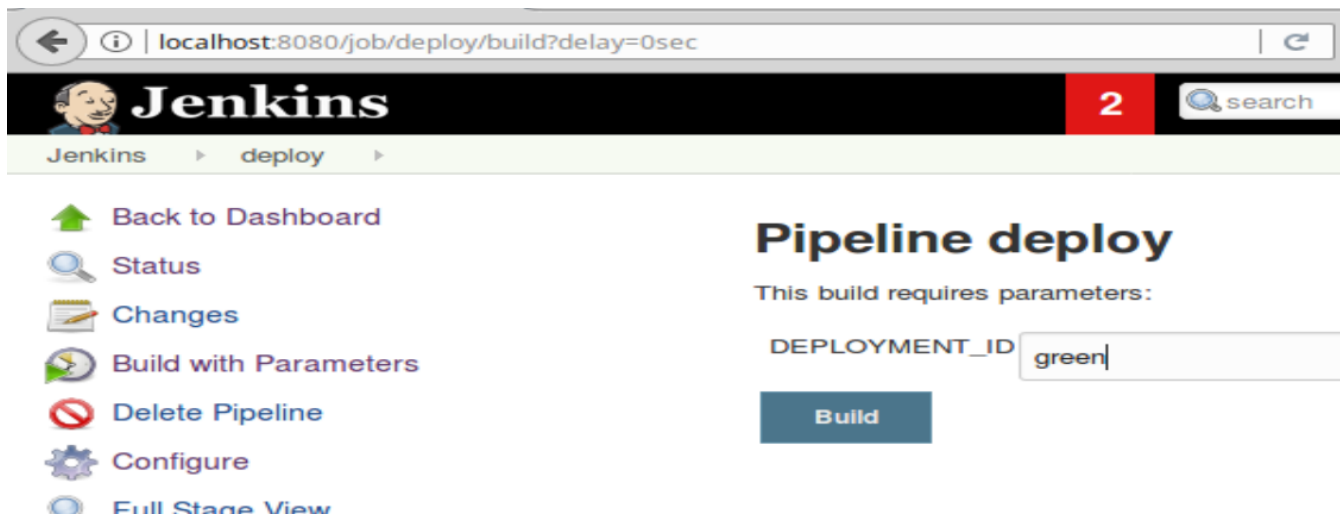 localhost:8080/job/deploy/build?delay=0sec
Jenkins
2
search
Jenkins
deploy
Back to Dashboard
Status
Changes
Build with Parameters
Delete Pipeline
Configure
Full Stage View
Pipeline deploy
This build requires parameters:
DEPLOYMENT_ID
green
Build